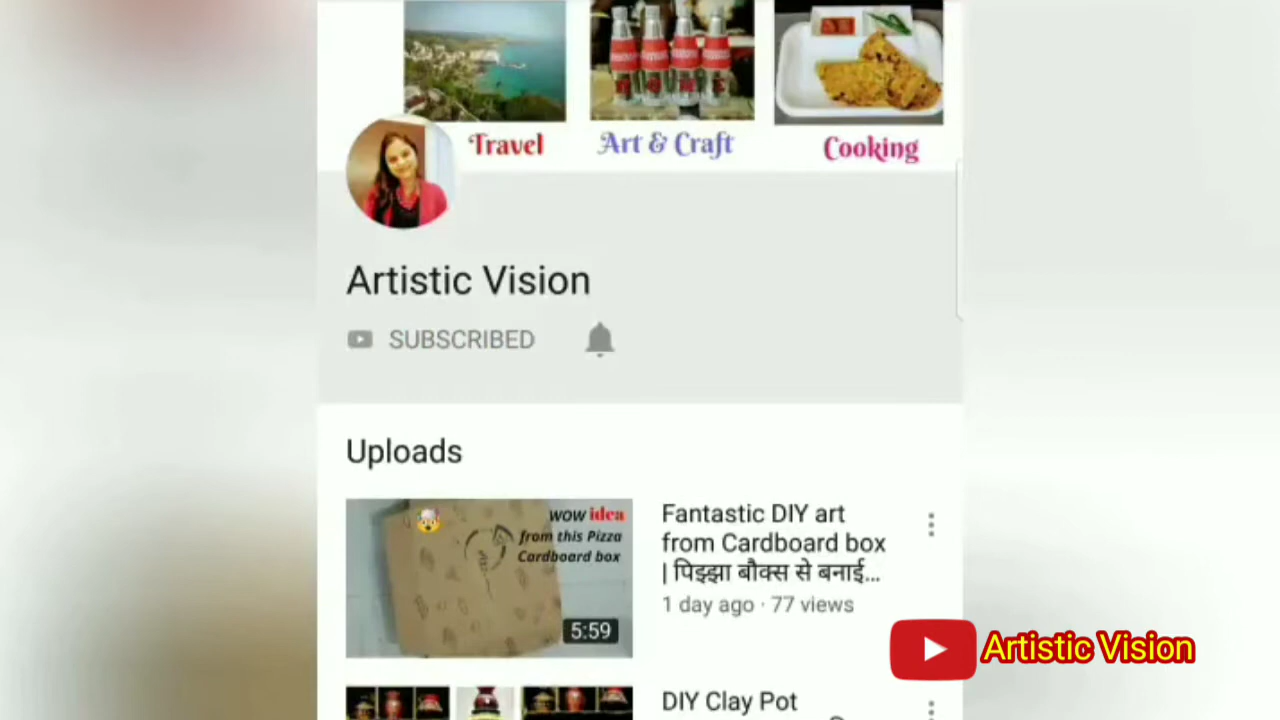 Travel
Art & Craft
Cooking
Artistic Vision
SUBSCRIBED
Uploads
wow idea
from this Pizza
Cardboard box
5:59
Fantastic DIY art
from Cardboard box
| पिझ्झा बौक्स से बनाई...
1 day ago · 77 views
Artistic Vision
DIY Clay Pot